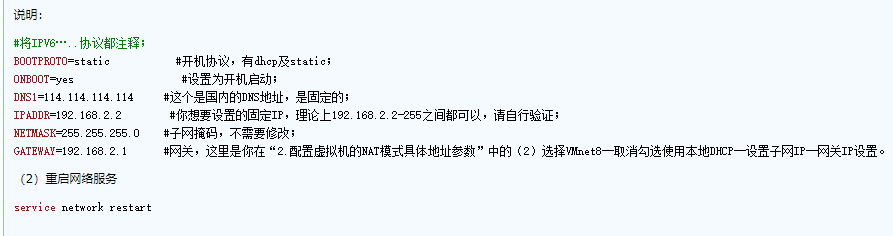 说明:
#将IPV6…..协议都注释;
BOOTPROTO=static #开机协议，有dhcp及static;
ONBOOT=yes #设置为开机启动;
DNS1=114.114.114.114 #这个是国内的DNS地址，是固定的;
IPADDR=192.168.2.2 #你想要设置的固定IP，理论上192.168.2.2-255之间都可以，请自行验证;
NETMASK=255.255.255.0 #子网掩码，不需要修改;
GATEWAY=192.168.2.1 #网关，这里是你在“2.配置虚拟机的NAT模式具体地址参数”中的（2）选择VMnet8—取消勾选使用本地DHCP—设置子网IP—网关IP设置。
（2）重启网络服务
service network restart